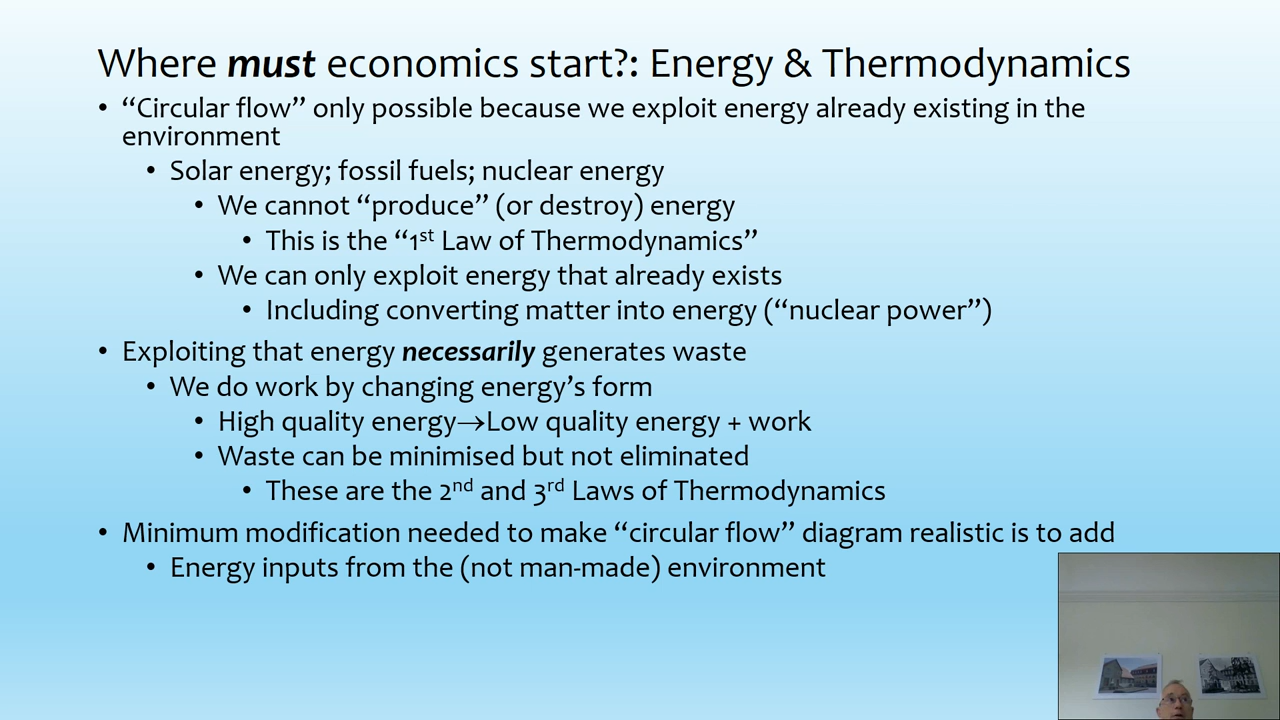 Where must economics start?: Energy & Thermodynamics
• “Circular flow” only possible because we exploit energy already existing in the
environment
• Solar energy; fossil fuels; nuclear energy
• We cannot “produce” (or destroy) energy
• This is the “1st Law of Thermodynamics”
• We can only exploit energy that already exists
• Including converting matter into energy (“nuclear power”)
• Exploiting that energy necessarily generates waste
• We do work by changing energy’s form
• High quality energy→Low quality energy + work
• Waste can be minimised but not eliminated
• These are the 2nd and 3rd Laws of Thermodynamics
• Minimum modification needed to make “circular flow” diagram realistic is to add
• Energy inputs from the (not man-made) environment